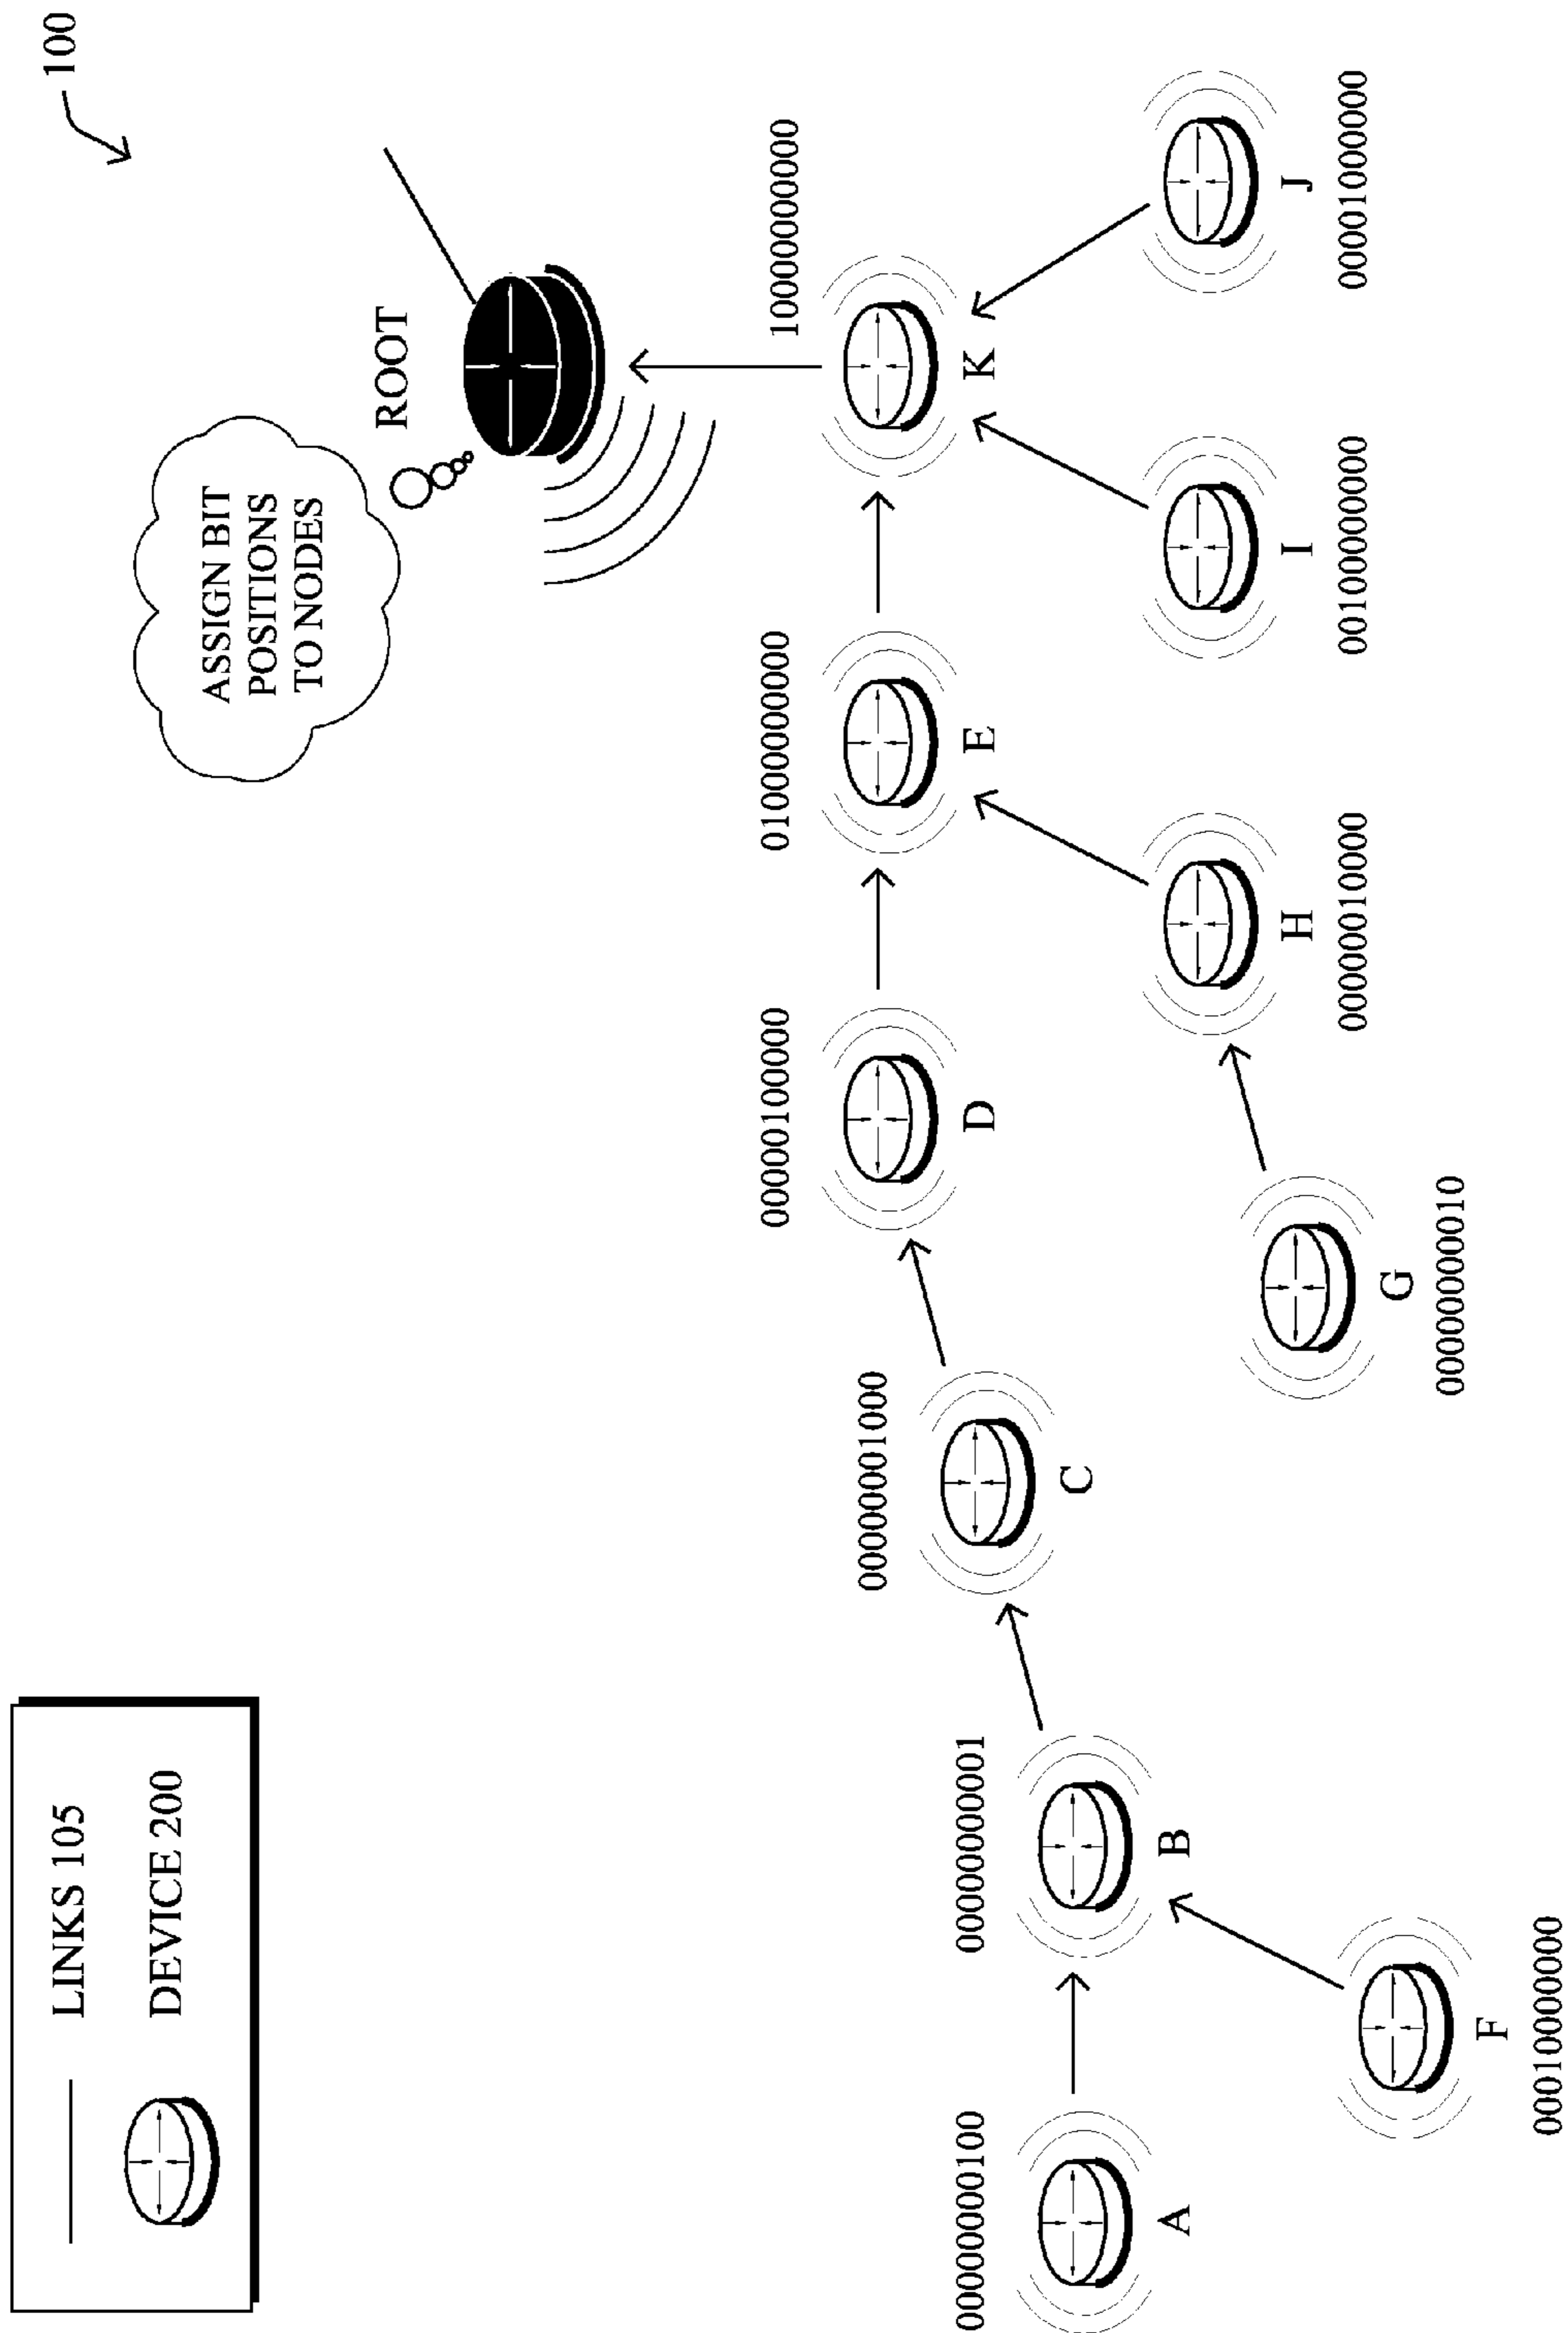 100
LINKS 105
DEVICE 200
ASSIGN BIT
POSITIONS
TO NODES
ROOT
00000100000
01000000000
10000000000
00000001000
00000000100
00000000001
D
E
K
C
A
B
H
I
J
00000010000
00100000000
00001000000
G
00000000010
F
00010000000